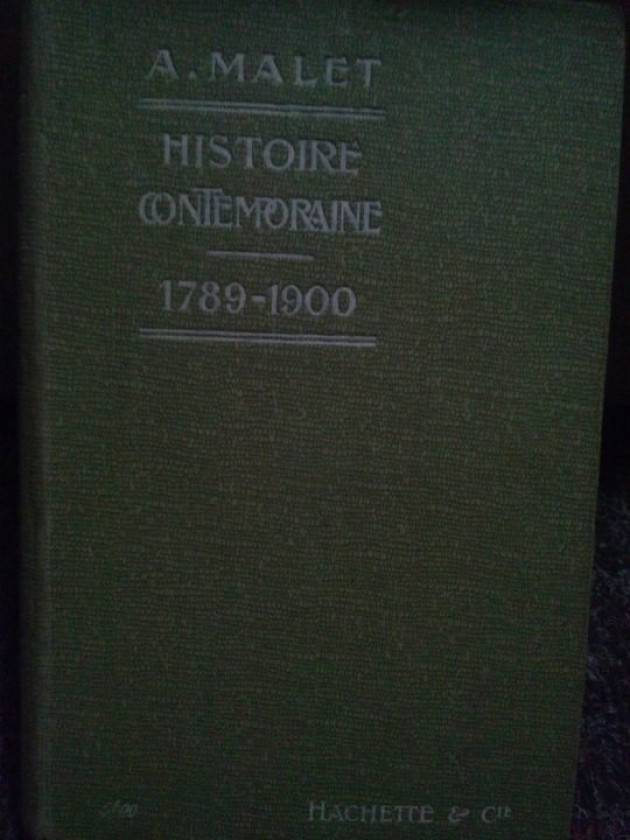 A. MALET
HISTOIRE
CONTEMPORAINE
1789-1900
HACHETTE & CIE